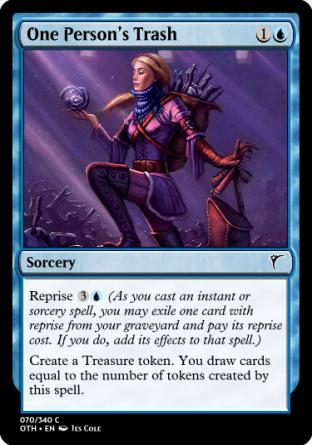 One Person's Trash 1
Sorcery
Reprise 3 (As you cast an instant or
sorcery spell, you may exile one card with
reprise from your graveyard and pay its reprise
cost. If you do, add its effects to that spell.)
Create a Treasure token. You draw cards
equal to the number of tokens created by
this spell.
070/340 C
OTH • EN Jes Cole